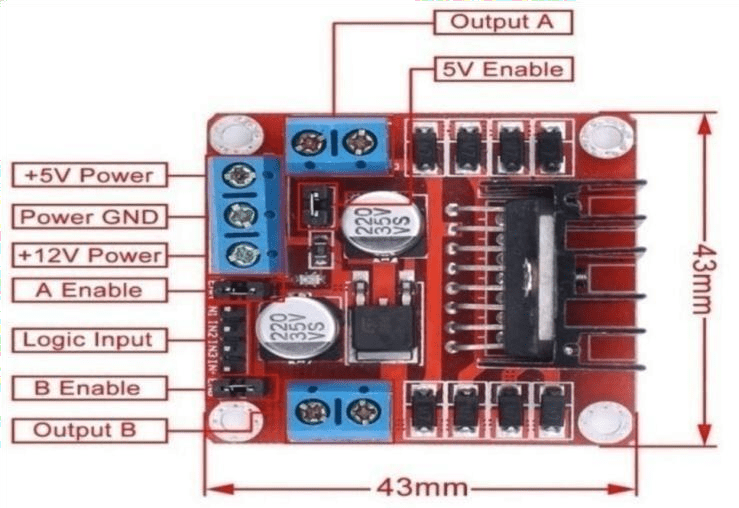 Output A
5V Enable
+5V Power
Power GND
+12V Power
A Enable
Logic Input
B Enable
Output B
220
35V
VS
220
35V
VS
43mm
43mm